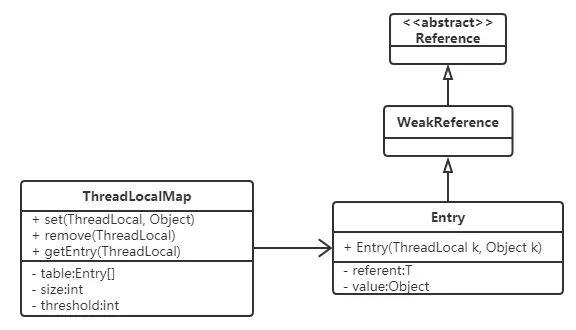 <<abstract>>
Reference
WeakReference
ThreadLocalMap
+ set(ThreadLocal, Object)
+ remove(ThreadLocal)
+ getEntry(ThreadLocal)
- table:Entry[]
- size:int
- threshold:int
Entry
+ Entry(ThreadLocal k, Object k)
- referent:T
- value:Object